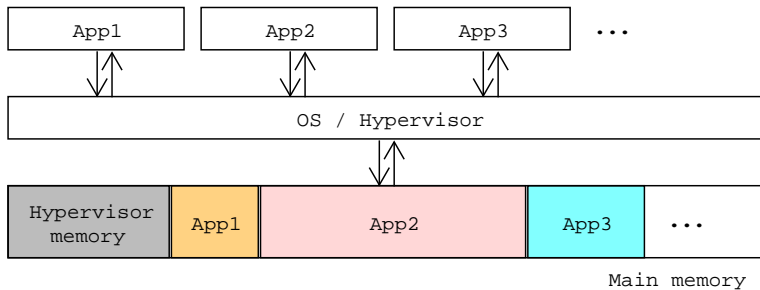 App1 App2 App3 ...
OS / Hypervisor
Hypervisor
memory
App1 App2 App3 ...
Main memory